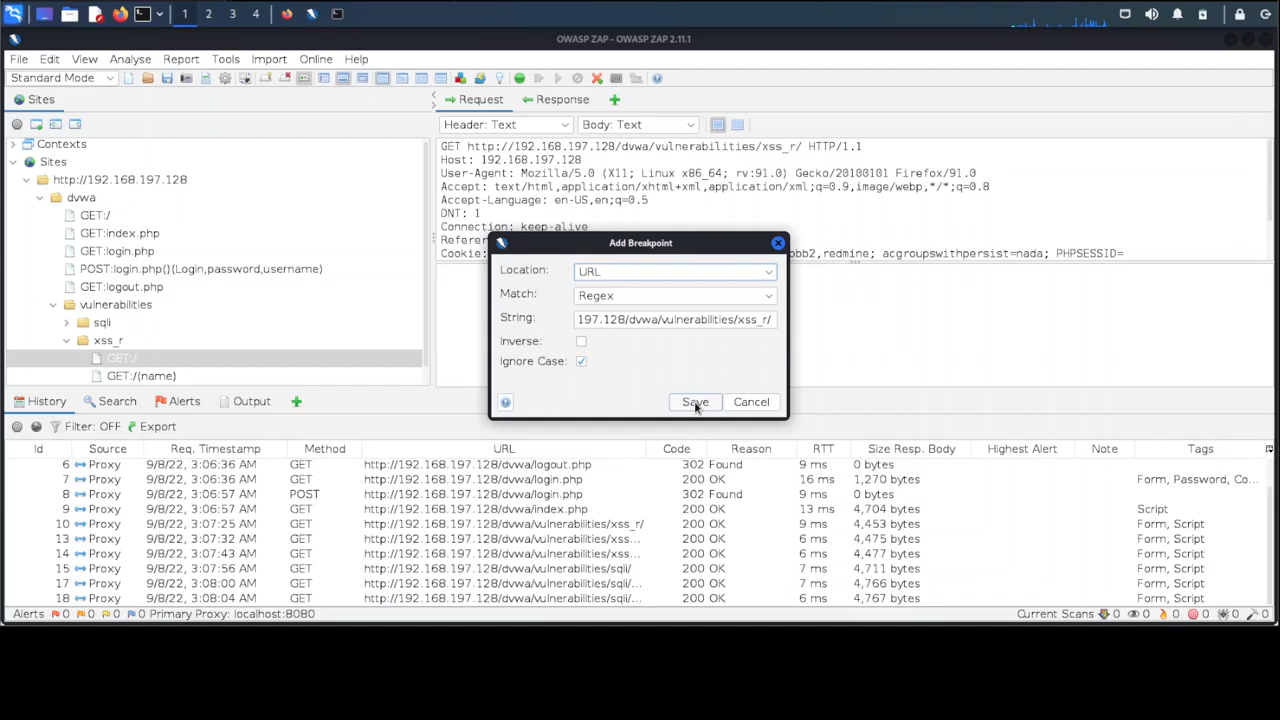 1 2 3 4
OWASP ZAP - OWASP ZAP 2.11.1
File Edit View Analyse Report Tools Import Online Help
Standard Mode
Sites
Request Response
Header: Text Body: Text
Contexts
Sites
http://192.168.197.128
dvwa
GET:/
GET:index.php
GET:login.php
POST:login.php()(Login,password,username)
GET:logout.php
vulnerabilities
sqli
xss_r
GET:/
GET:/(name)
GET http://192.168.197.128/dvwa/vulnerabilities/xss_r/ HTTP/1.1
Host: 192.168.197.128
User-Agent: Mozilla/5.0 (X11; Linux x86_64; rv:91.0) Gecko/20100101 Firefox/91.0
Accept: text/html,application/xhtml+xml,application/xml;q=0.9,image/webp,*/*;q=0.8
Accept-Language: en-US,en;q=0.5
DNT: 1
Connection: keep-alive
Refere
Cookie: obb2,redmine; acgroupswithpersist=nada; PHPSESSID=
Add Breakpoint
Location: URL
Match: Regex
String: 197.128/dvwa/vulnerabilities/xss_r/
Inverse:
Ignore Case:
Save Cancel
History Search Alerts Output
Filter: OFF Export
Id Source Req. Timestamp Method URL Code Reason RTT Size Resp. Body Highest Alert Note Tags
6 Proxy 9/8/22, 3:06:36 AM GET http://192.168.197.128/dvwa/logout.php 302 Found 9 ms 0 bytes
7 Proxy 9/8/22, 3:06:36 AM GET http://192.168.197.128/dvwa/login.php 200 OK 16 ms 1,270 bytes Form, Password, Co...
8 Proxy 9/8/22, 3:06:57 AM POST http://192.168.197.128/dvwa/login.php 302 Found 9 ms 0 bytes
9 Proxy 9/8/22, 3:06:57 AM GET http://192.168.197.128/dvwa/index.php 200 OK 13 ms 4,704 bytes Script
10 Proxy 9/8/22, 3:07:25 AM GET http://192.168.197.128/dvwa/vulnerabilities/xss_r/ 200 OK 9 ms 4,453 bytes Form, Script
13 Proxy 9/8/22, 3:07:32 AM GET http://192.168.197.128/dvwa/vulnerabilities/xss... 200 OK 6 ms 4,475 bytes Form, Script
14 Proxy 9/8/22, 3:07:43 AM GET http://192.168.197.128/dvwa/vulnerabilities/xss... 200 OK 6 ms 4,477 bytes Form, Script
15 Proxy 9/8/22, 3:07:56 AM GET http://192.168.197.128/dvwa/vulnerabilities/sqli/ 200 OK 7 ms 4,711 bytes Form, Script
17 Proxy 9/8/22, 3:08:00 AM GET http://192.168.197.128/dvwa/vulnerabilities/sqli/... 200 OK 7 ms 4,766 bytes Form, Script
18 Proxy 9/8/22, 3:08:04 AM GET http://192.168.197.128/dvwa/vulnerabilities/sqli/... 200 OK 6 ms 4,767 bytes Form, Script
Alerts 0 0 0 0 Primary Proxy: localhost:8080 Current Scans 0 0 0 0 0 0